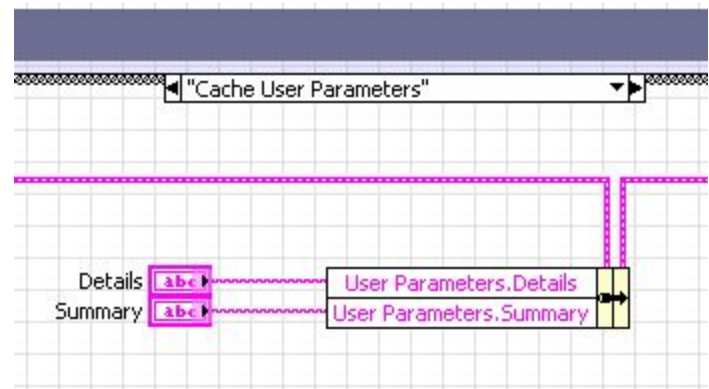 "Cache User Parameters"
Details abc User Parameters.Details
Summary abc User Parameters.Summary